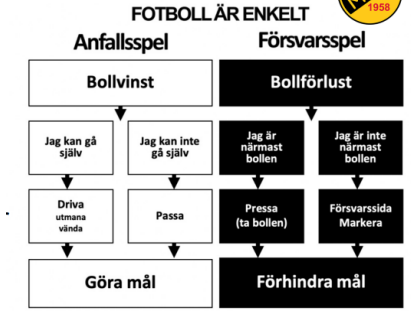 FOTBOLL ÄR ENKELT
1958
Anfallsspel
Försvarsspel
Bollvinst
Bollförlust
Jag kan gå
själv
Jag kan inte
gå själv
Jag är
närmast
bollen
Jag är inte
närmast
bollen
Driva
utmana
vända
Passa
Pressa
(ta bollen)
Försvarssida
Markera
Göra mål
Förhindra mål